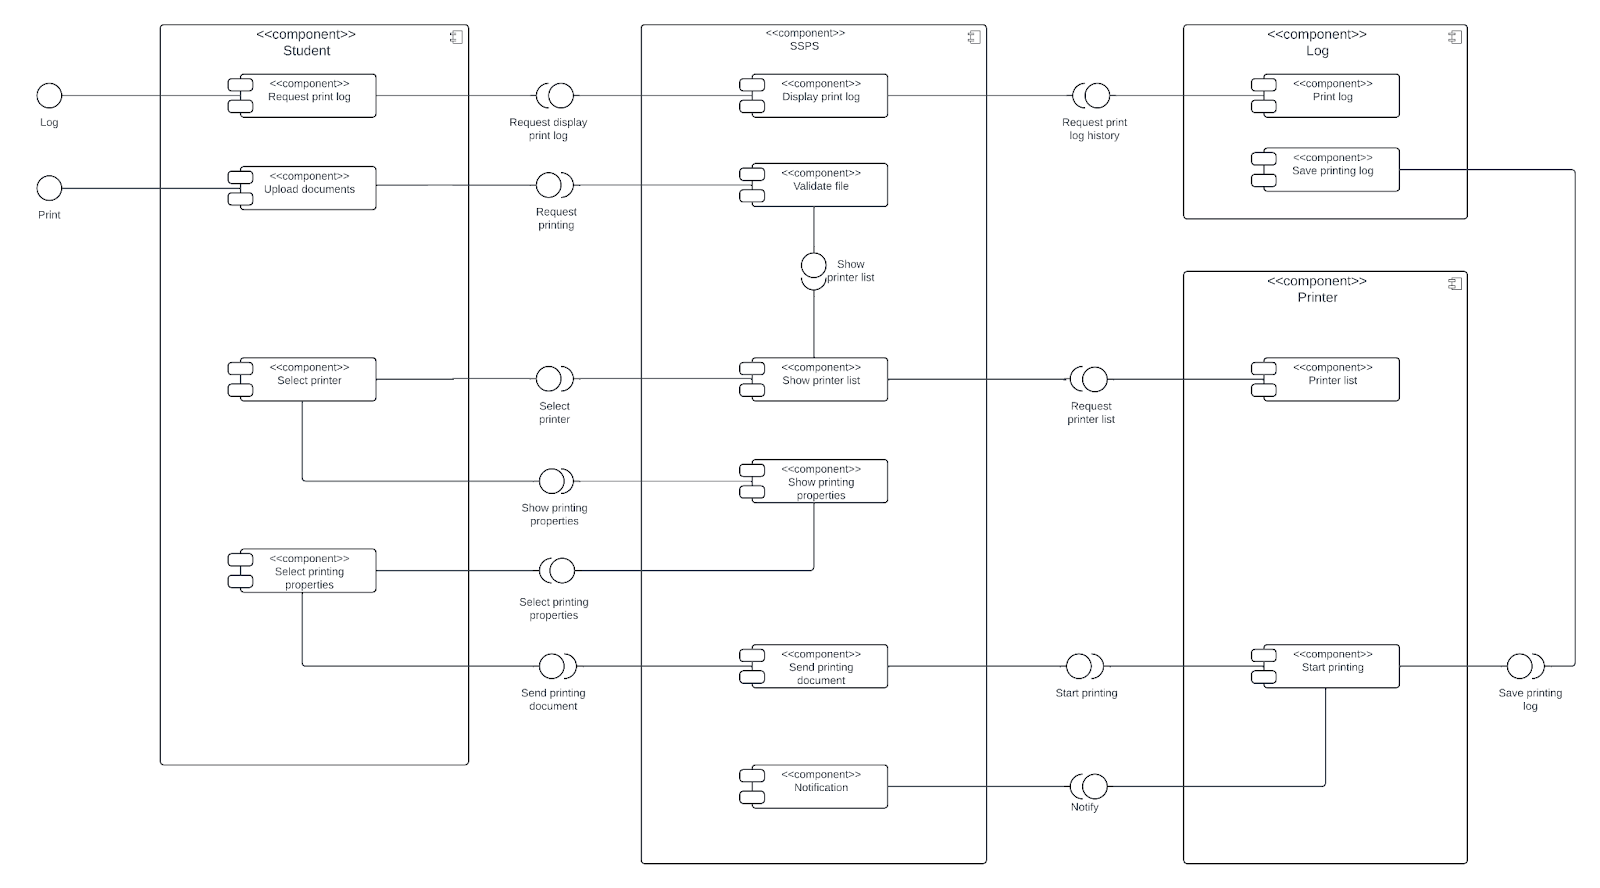 <<component>>
Student
<<component>>
SSPS
<<component>>
Log
<<component>>
Request print log
<<component>>
Display print log
<<component>>
Print log
Log
Request display
print log
Request print
log history
<<component>>
Upload documents
<<component>>
Validate file
<<component>>
Save printing log
Print
Request
printing
Show
printer list
<<component>>
Printer
<<component>>
Select printer
<<component>>
Show printer list
<<component>>
Printer list
Select
printer
Request
printer list
<<component>>
Show printing
properties
Show printing
properties
<<component>>
Select printing
properties
Select printing
properties
<<component>>
Send printing
document
<<component>>
Start printing
Send printing
document
Start printing
Save printing
log
<<component>>
Notification
Notify